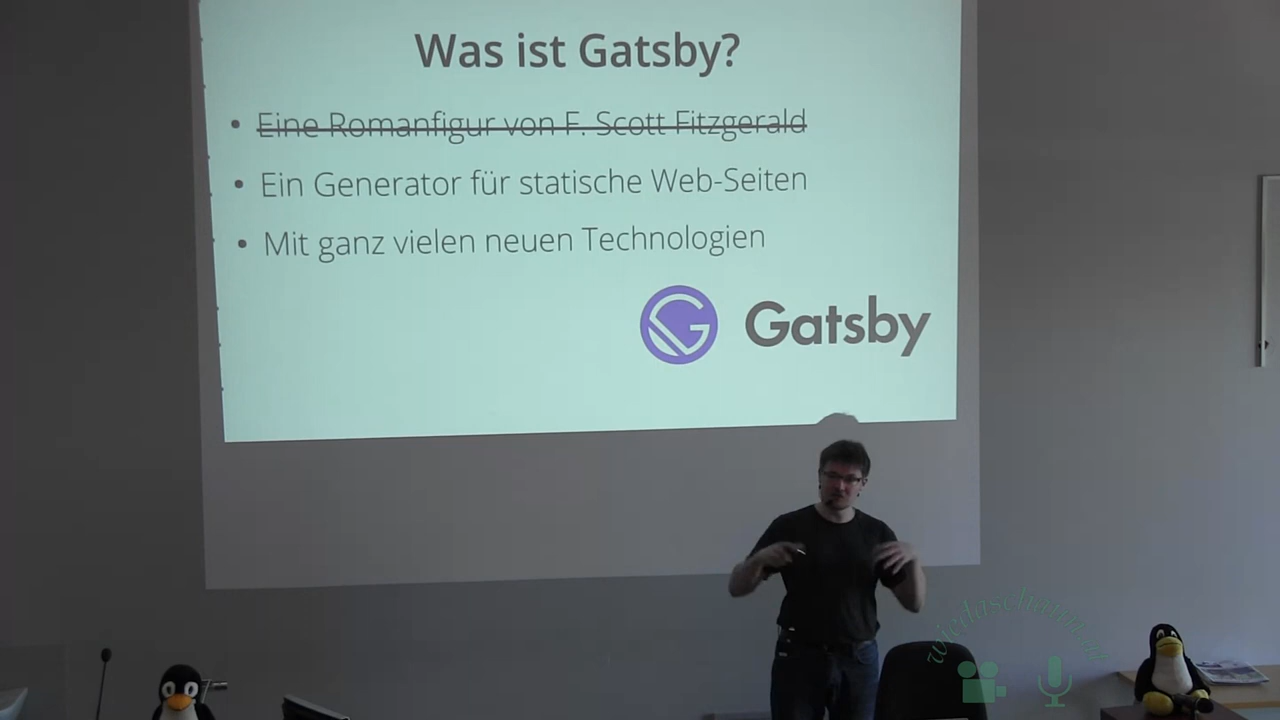 Was ist Gatsby?
• Eine Romanfigur von F. Scott Fitzgerald
• Ein Generator für statische Web-Seiten
• Mit ganz vielen neuen Technologien
Gatsby